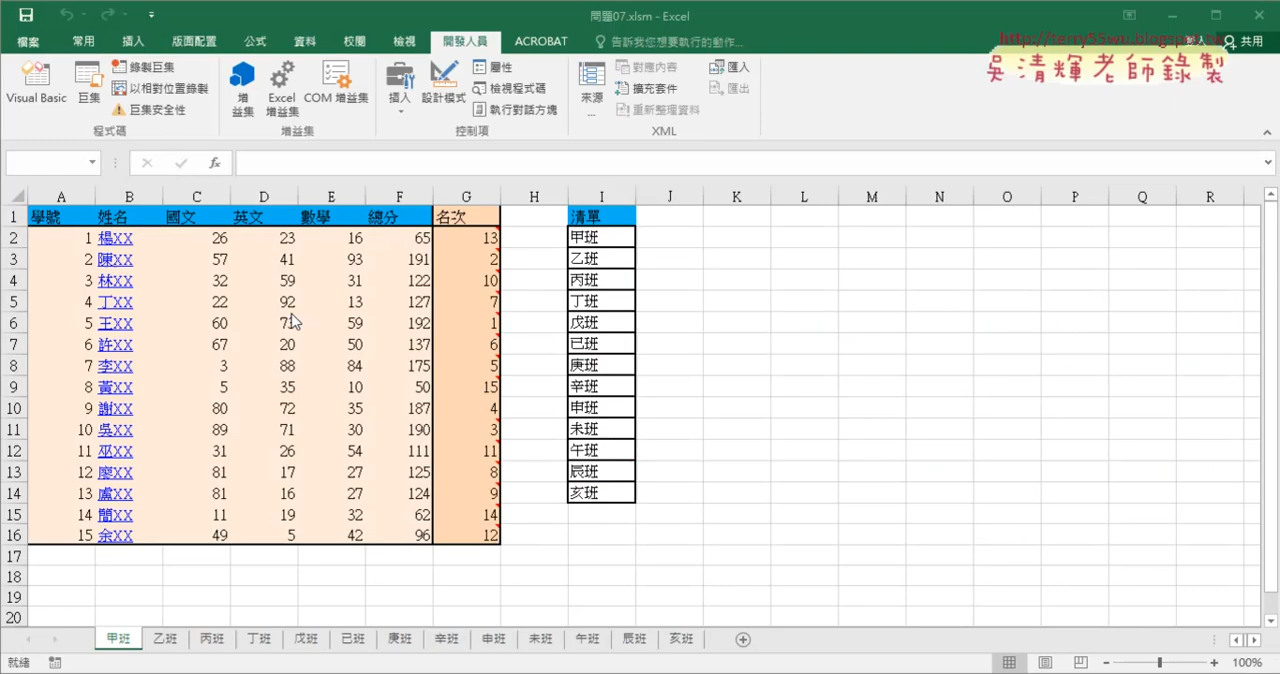 問題07.xlsm - Excel
檔案 常用 插入 版面配置 公式 資料 校閱 檢視 開發人員 ACROBAT 告訴我您想要執行的動作... 共用
http://terry55wu.blogspot.tw
吳清輝老師錄製
Visual Basic 巨集 錄製巨集 以相對位置錄製 巨集安全性 程式碼
增益集 Excel 增益集 COM 增益集 增益集
插入 設計模式 屬性 檢視程式碼 執行對話方塊 控制項
來源... 對應內容 擴充套件 重新整理資料 匯入 匯出 XML
fx
A B C D E F G H I J K L M N O P Q R
1 學號 姓名 國文 英文 數學 總分 名次 清單
2 1 楊XX 26 23 16 65 13 甲班
3 2 陳XX 57 41 93 191 2 乙班
4 3 林XX 32 59 31 122 10 丙班
5 4 丁XX 22 92 13 127 7 丁班
6 5 王XX 60 73 59 192 1 戊班
7 6 許XX 67 20 50 137 6 已班
8 7 李XX 3 88 84 175 5 庚班
9 8 黃XX 5 35 10 50 15 辛班
10 9 謝XX 80 72 35 187 4 申班
11 10 吳XX 89 71 30 190 3 未班
12 11 巫XX 31 26 54 111 11 午班
13 12 廖XX 81 17 27 125 8 辰班
14 13 盧XX 81 16 27 124 9 亥班
15 14 簡XX 11 19 32 62 14
16 15 余XX 49 5 42 96 12
17
18
19
20
甲班 乙班 丙班 丁班 戊班 已班 庚班 辛班 申班 未班 午班 辰班 亥班
就緒 100%